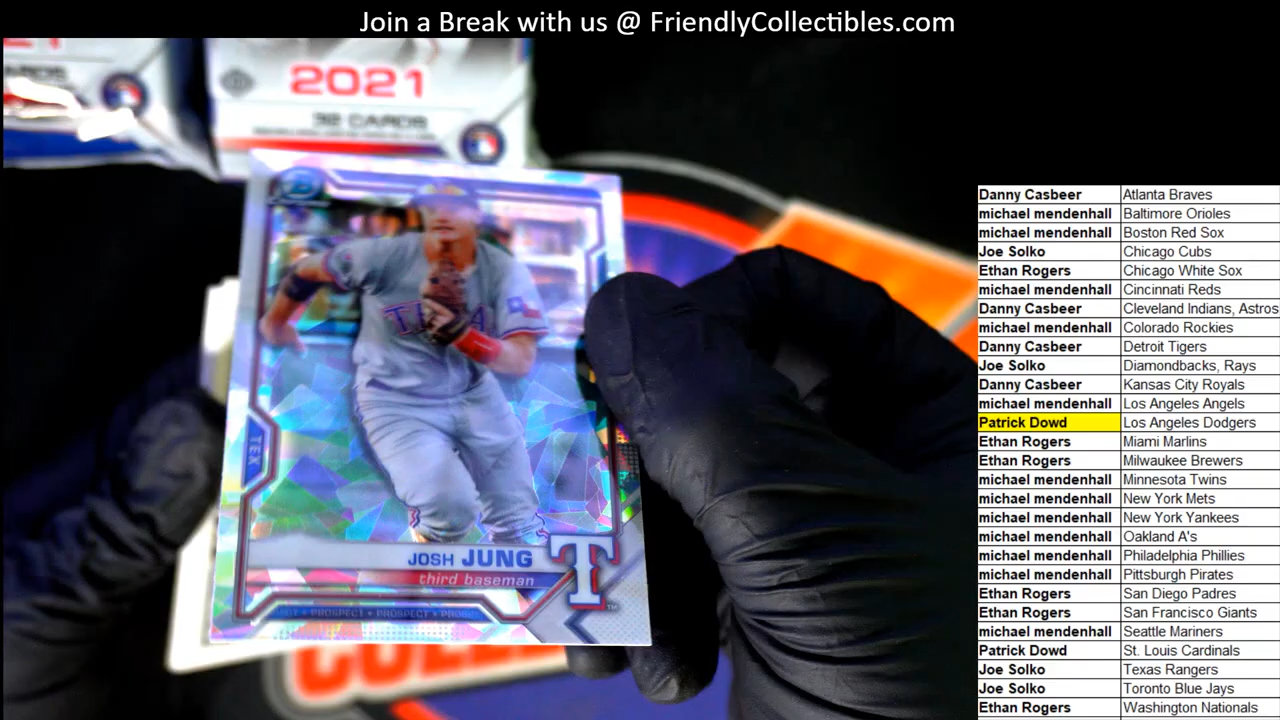 Join a Break with us @ FriendlyCollectibles.com
2021
2021
32 CARDS
TEXA
TEX
JOSH JUNG
third baseman
PROSPECT • PROSPECT
T
TM
Danny Casbeer Atlanta Braves
michael mendenhall Baltimore Orioles
michael mendenhall Boston Red Sox
Joe Solko Chicago Cubs
Ethan Rogers Chicago White Sox
michael mendenhall Cincinnati Reds
Danny Casbeer Cleveland Indians, Astros
michael mendenhall Colorado Rockies
Danny Casbeer Detroit Tigers
Joe Solko Diamondbacks, Rays
Danny Casbeer Kansas City Royals
michael mendenhall Los Angeles Angels
Patrick Dowd Los Angeles Dodgers
Ethan Rogers Miami Marlins
Ethan Rogers Milwaukee Brewers
michael mendenhall Minnesota Twins
michael mendenhall New York Mets
michael mendenhall New York Yankees
michael mendenhall Oakland A's
michael mendenhall Philadelphia Phillies
michael mendenhall Pittsburgh Pirates
Ethan Rogers San Diego Padres
Ethan Rogers San Francisco Giants
michael mendenhall Seattle Mariners
Patrick Dowd St. Louis Cardinals
Joe Solko Texas Rangers
Joe Solko Toronto Blue Jays
Ethan Rogers Washington Nationals